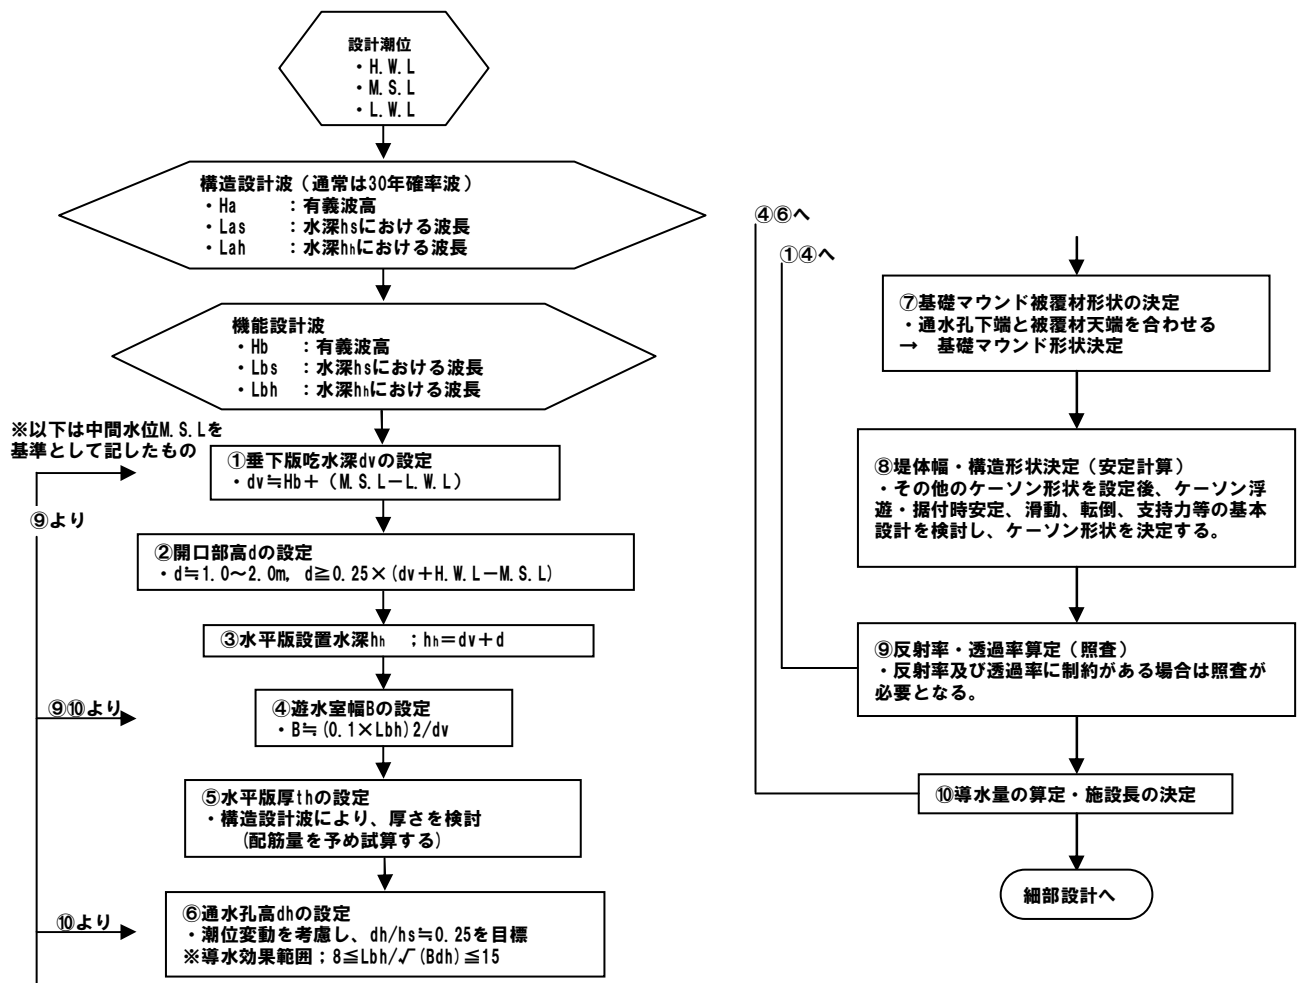 設計潮位
・H.W.L
・M.S.L
・L.W.L
構造設計波（通常は30年確率波）
・Ha ：有義波高
・Las ：水深hsにおける波長
・Lah ：水深hhにおける波長
機能設計波
・Hb ：有義波高
・Lbs ：水深hsにおける波長
・Lbh ：水深hhにおける波長
※以下は中間水位M.S.Lを
基準として記したもの
①垂下版吃水深dvの設定
・dv≒Hb＋（M.S.L－L.W.L）
⑨より
②開口部高dの設定
・d≒1.0～2.0m, d≧0.25×(dv＋H.W.L－M.S.L)
③水平版設置水深hh ；hh＝dv＋d
⑨⑩より
④遊水室幅Bの設定
・B≒(0.1×Lbh)2/dv
⑤水平版厚thの設定
・構造設計波により、厚さを検討
(配筋量を予め試算する)
⑩より
⑥通水孔高dhの設定
・潮位変動を考慮し、dh/hs≒0.25を目標
※導水効果範囲；8≦Lbh/√(Bdh)≦15
④⑥へ
①④へ
⑦基礎マウンド被覆材形状の決定
・通水孔下端と被覆材天端を合わせる
→ 基礎マウンド形状決定
⑧堤体幅・構造形状決定（安定計算）
・その他のケーソン形状を設定後、ケーソン浮
遊・据付時安定、滑動、転倒、支持力等の基本
設計を検討し、ケーソン形状を決定する。
⑨反射率・透過率算定（照査）
・反射率及び透過率に制約がある場合は照査が
必要となる。
⑩導水量の算定・施設長の決定
細部設計へ